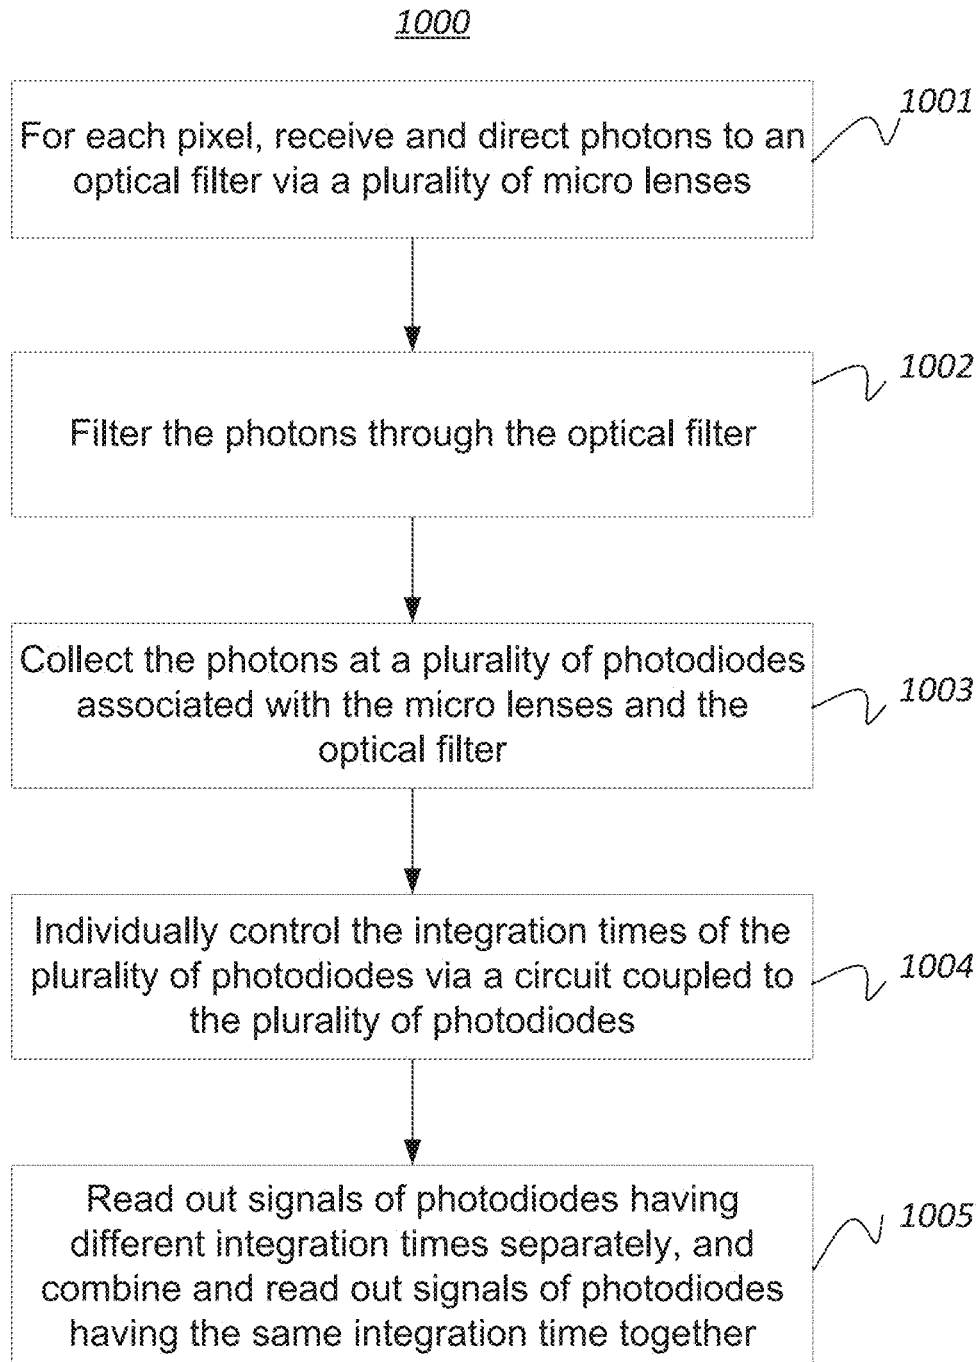 1000
For each pixel, receive and direct photons to an
optical filter via a plurality of micro lenses
1001
Filter the photons through the optical filter
1002
Collect the photons at a plurality of photodiodes
associated with the micro lenses and the
optical filter
1003
Individually control the integration times of the
plurality of photodiodes via a circuit coupled to
the plurality of photodiodes
1004
Read out signals of photodiodes having
different integration times separately, and
combine and read out signals of photodiodes
having the same integration time together
1005